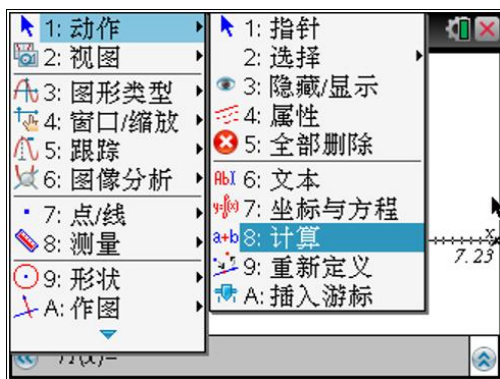 1: 动作
2: 视图
3: 图形类型
4: 窗口/缩放
5: 跟踪
6: 图像分析
7: 点/线
8: 测量
9: 形状
A: 作图
1: 指针
2: 选择
3: 隐藏/显示
4: 属性
5: 全部删除
AbI 6: 文本
y=f(x) 7: 坐标与方程
a+b 8: 计算
9: 重新定义
A: 插入游标
x
7.23